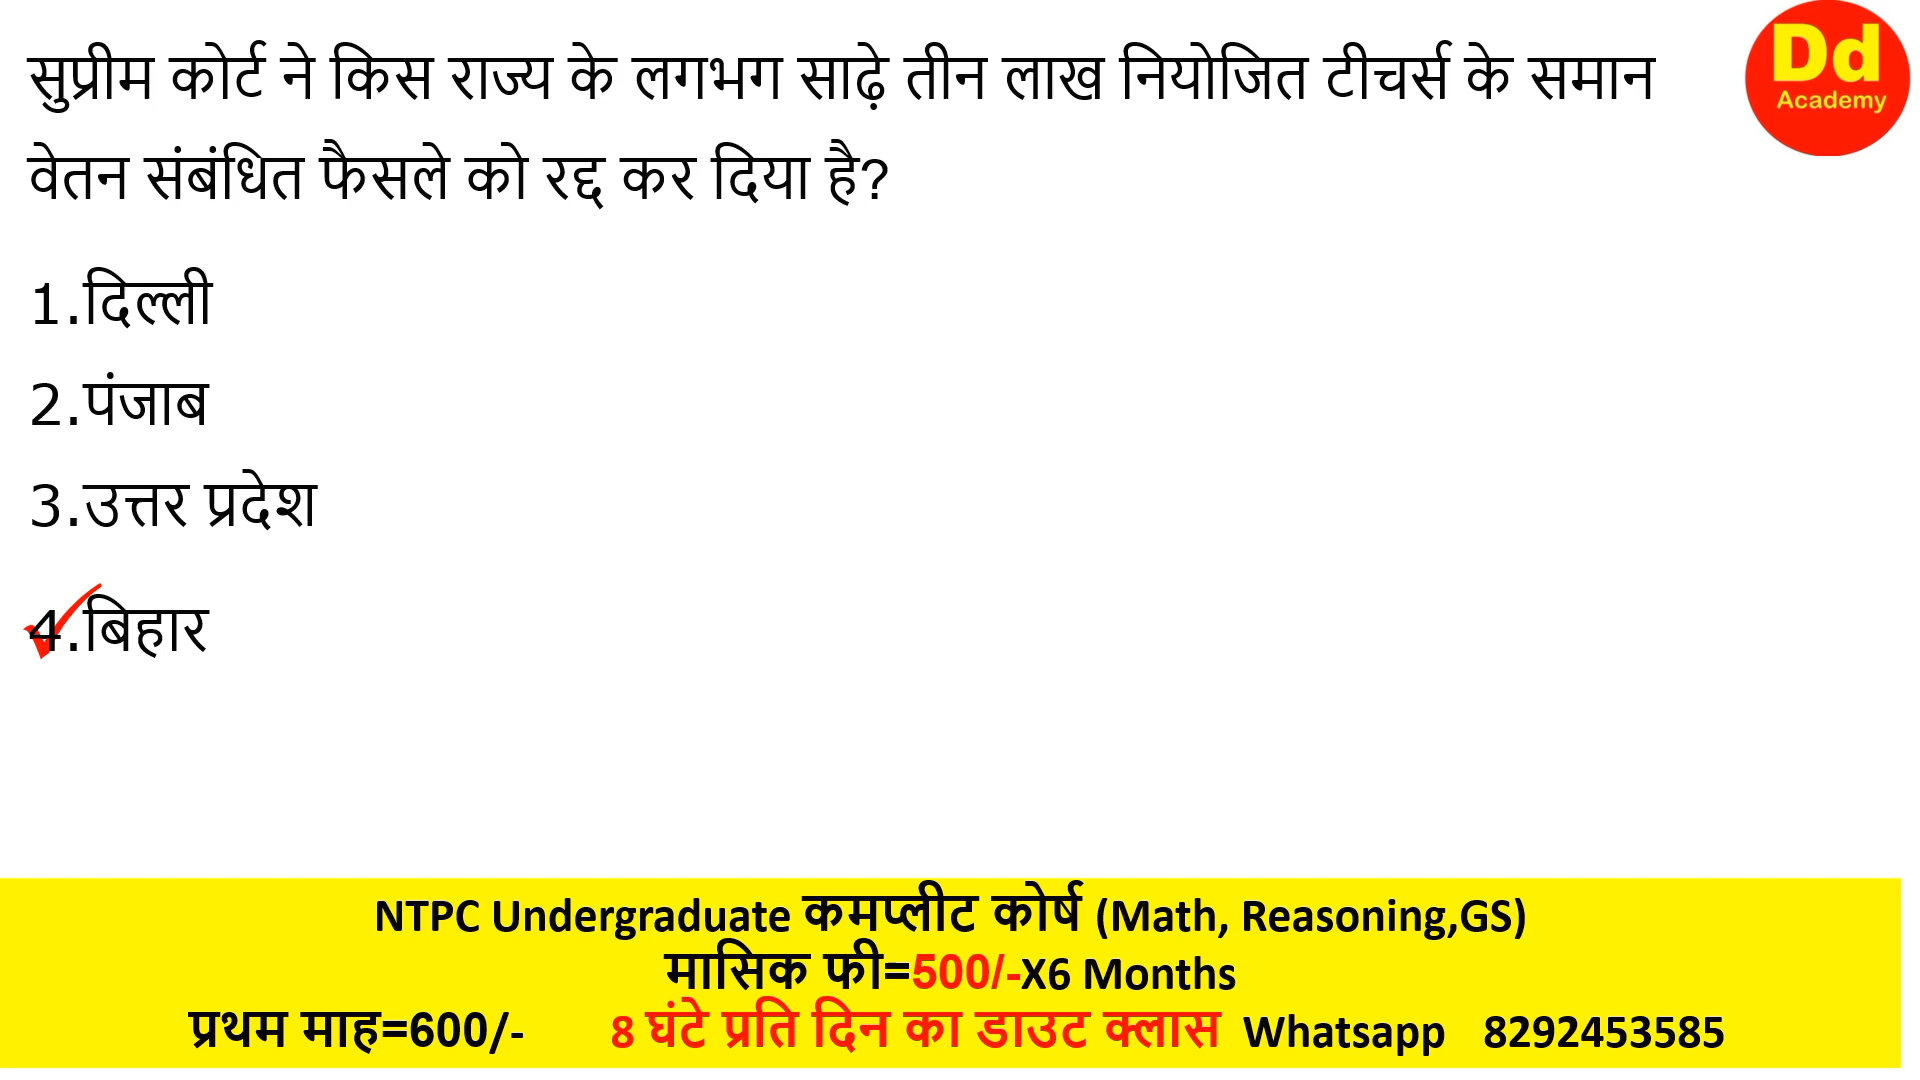 सुप्रीम कोर्ट ने किस राज्य के लगभग साढ़े तीन लाख नियोजित टीचर्स के समान
वेतन संबंधित फैसले को रद्द कर दिया है?
Dd
Academy
1.दिल्ली
2.पंजाब
3.उत्तर प्रदेश
4.बिहार
NTPC Undergraduate कमप्लीट कोर्ष (Math, Reasoning,GS)
मासिक फी=500/-X6 Months
प्रथम माह=600/- 8 घंटे प्रति दिन का डाउट क्लास Whatsapp 8292453585